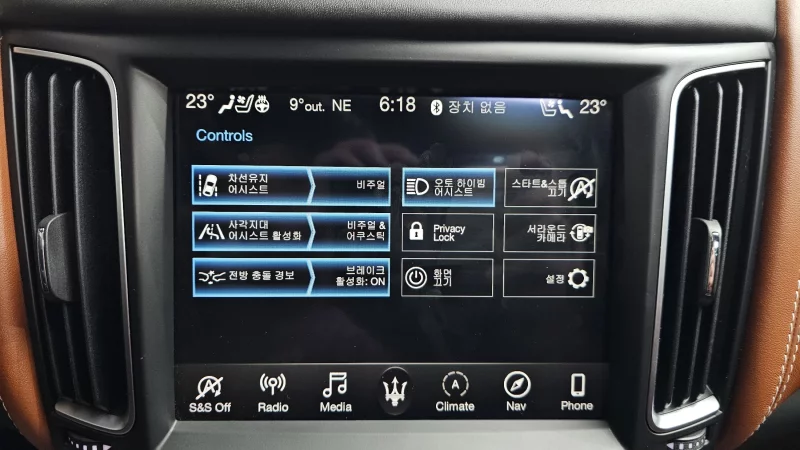 23° 9°out. NE 6:18 장치 없음 23°
Controls
차선유지
어시스트
비주얼
오토 하이빔
어시스트
스타트&스톱
끄기
사각지대
어시스트 활성화
비주얼 &
어쿠스틱
Privacy
Lock
서라운드
카메라
전방 충돌 경보
브레이크
활성화: ON
화면
끄기
설정
S&S Off
Radio
Media
Climate
Nav
Phone